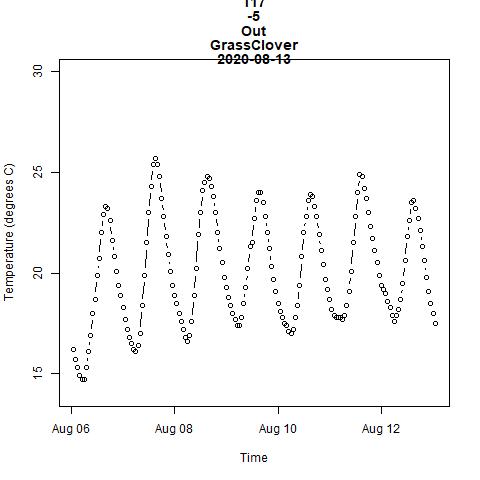 T17
-5
Out
GrassClover
2020-08-13
Temperature (degrees C)
30
25
20
15
Aug 06 Aug 08 Aug 10 Aug 12
Time